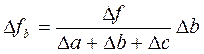 Δf_b = Δf / (Δa + Δb + Δc) Δb